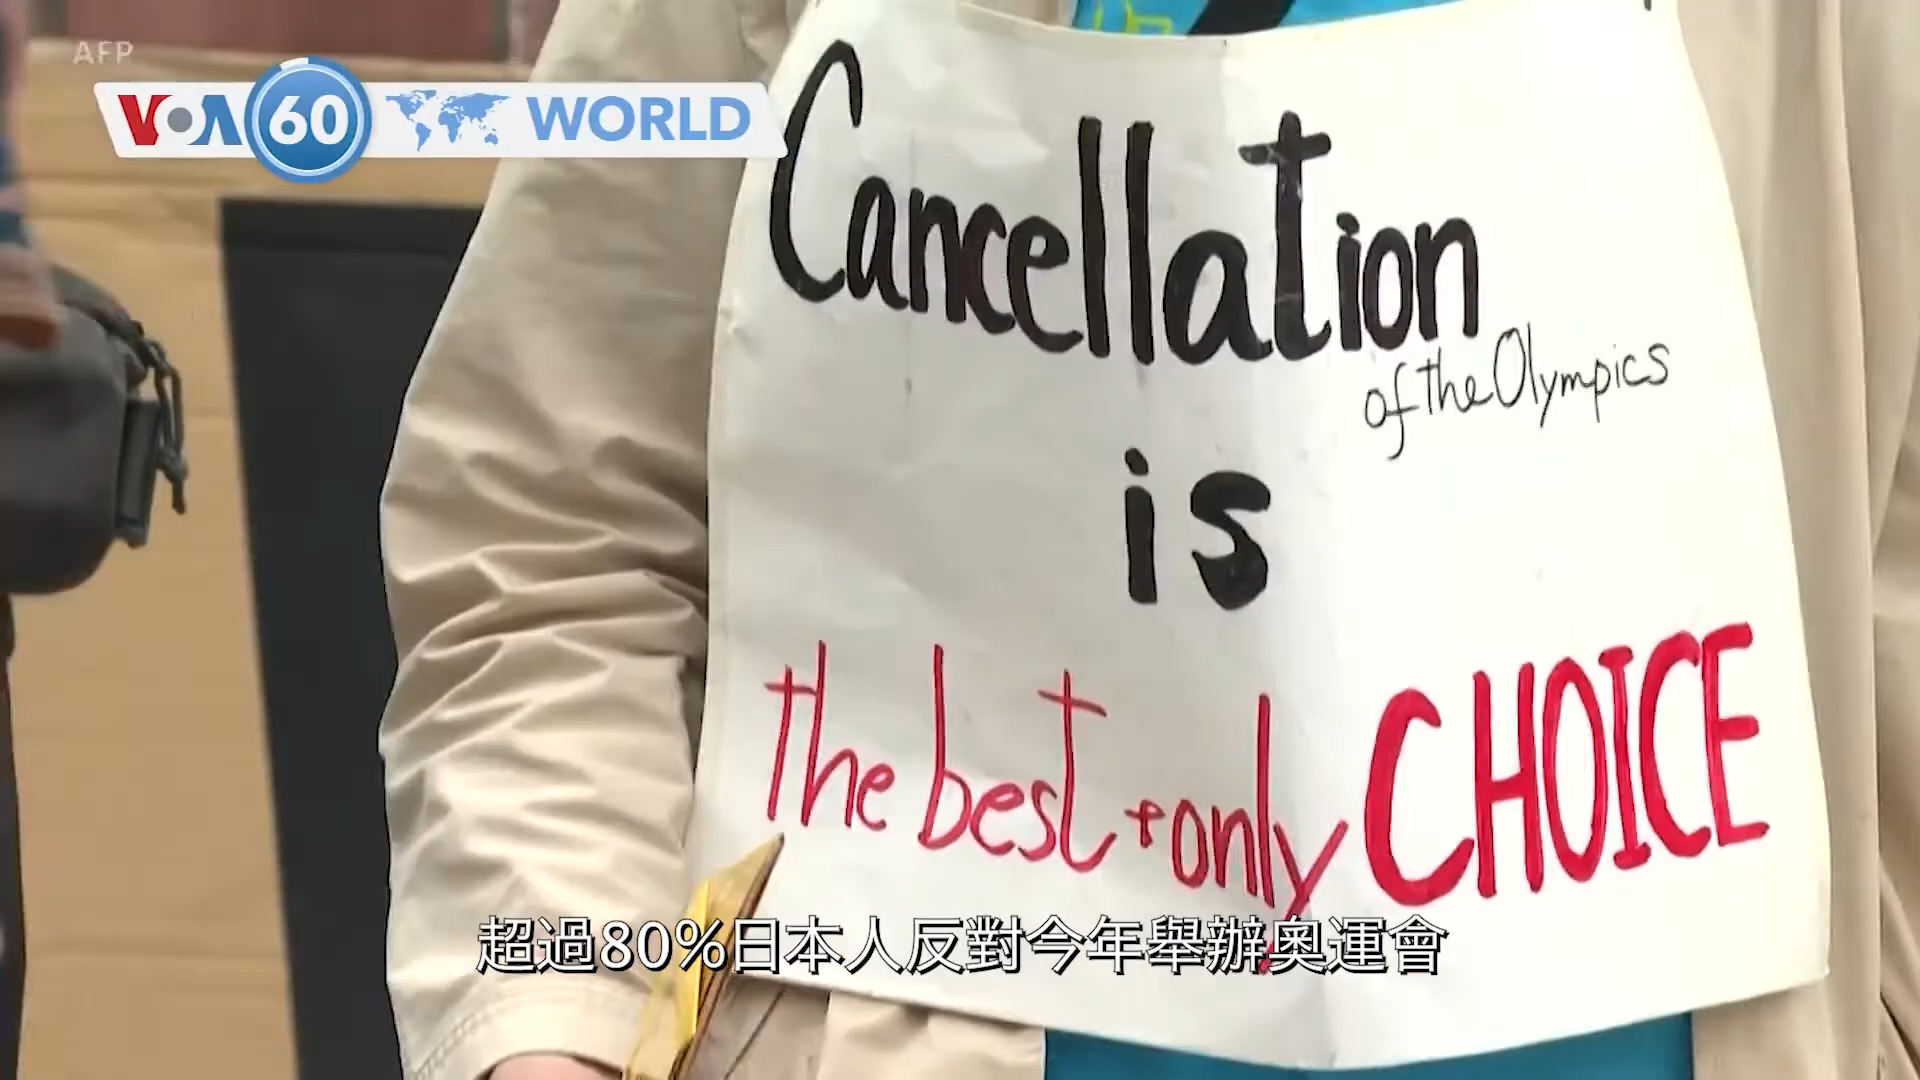 AFP
VOA 60 WORLD
Cancellation
of the Olympics
is
the best + only CHOICE
超過80%日本人反對今年舉辦奧運會